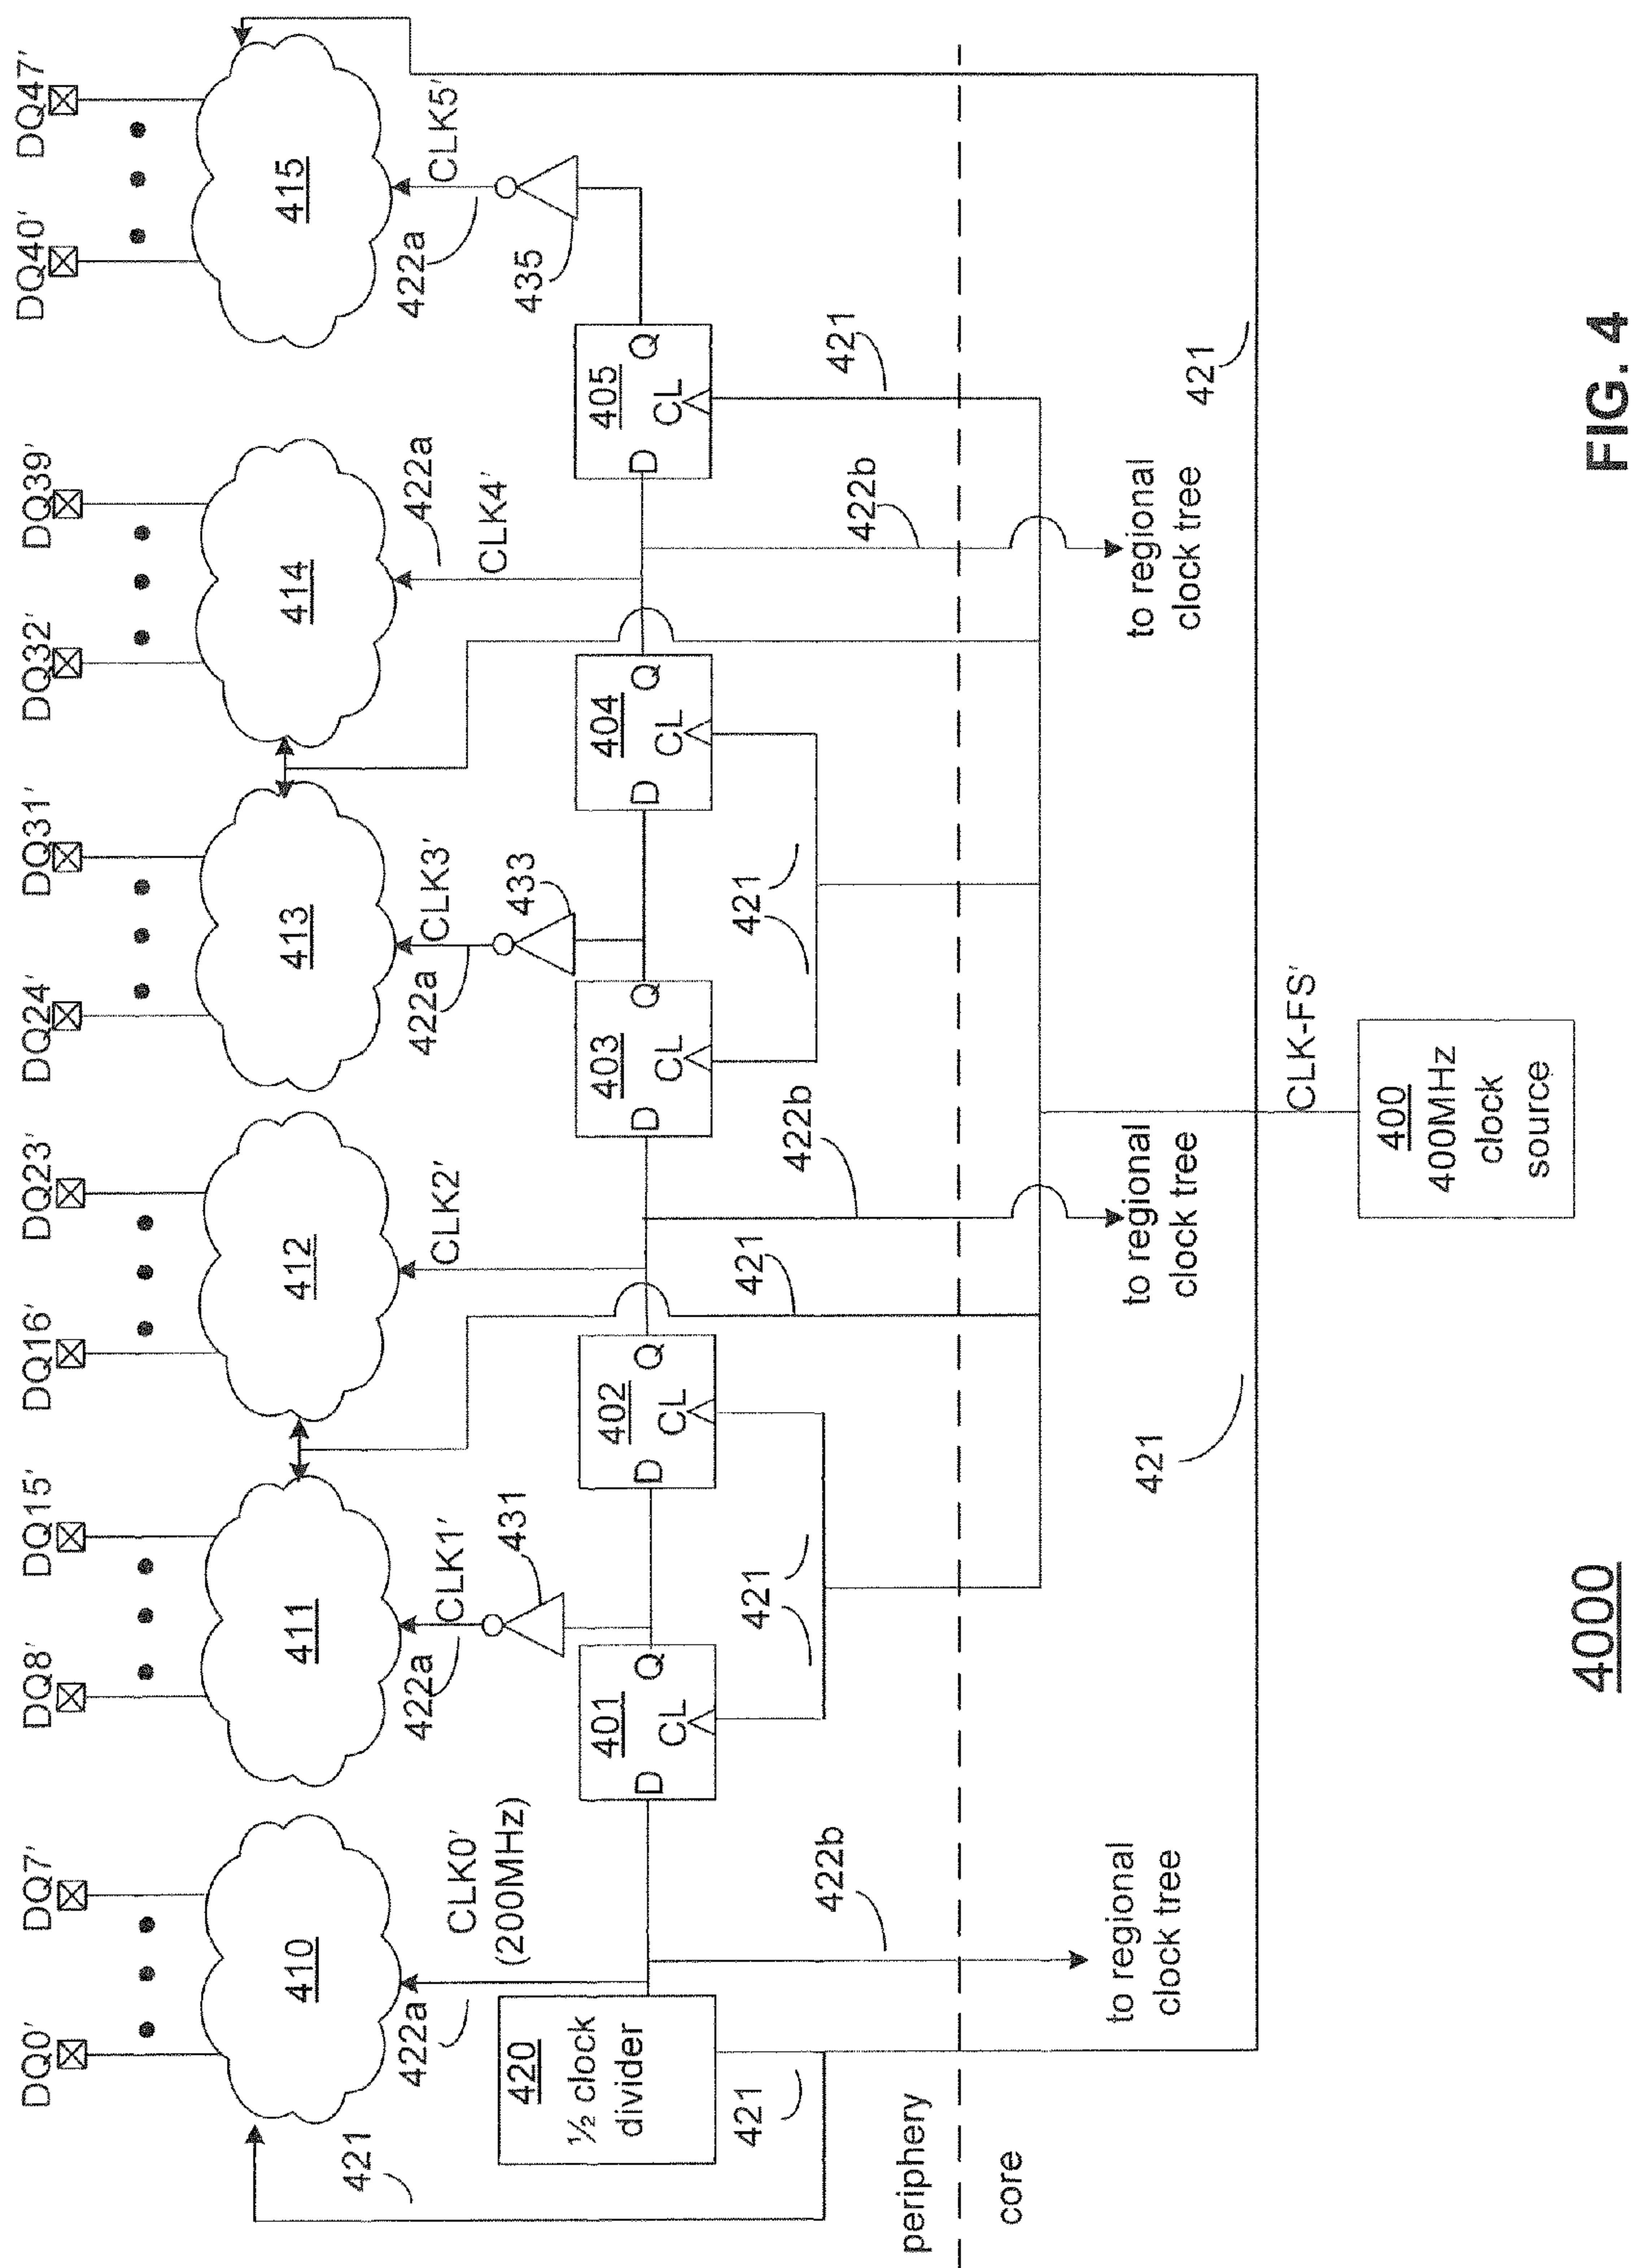 DQ0′
DQ7′
DQ8′
DQ15′
DQ16′
DQ23′
DQ24′
DQ31′
DQ32′
DQ39′
DQ40′
DQ47′
410
411
412
413
414
415
421
422a
CLK0′
(200MHz)
422a
CLK1′
431
CLK2′
422a
CLK3′
433
422a
CLK4′
422a
CLK5′
435
420
½ clock
divider
401
D
Q
CL
402
D
Q
CL
403
D
Q
CL
404
D
Q
CL
405
D
Q
CL
421
422b
421
421
422b
421
422b
421
periphery
core
to regional
clock tree
to regional
clock tree
to regional
clock tree
421
421
CLK-FS′
400
400MHz
clock
source
4000
FIG. 4